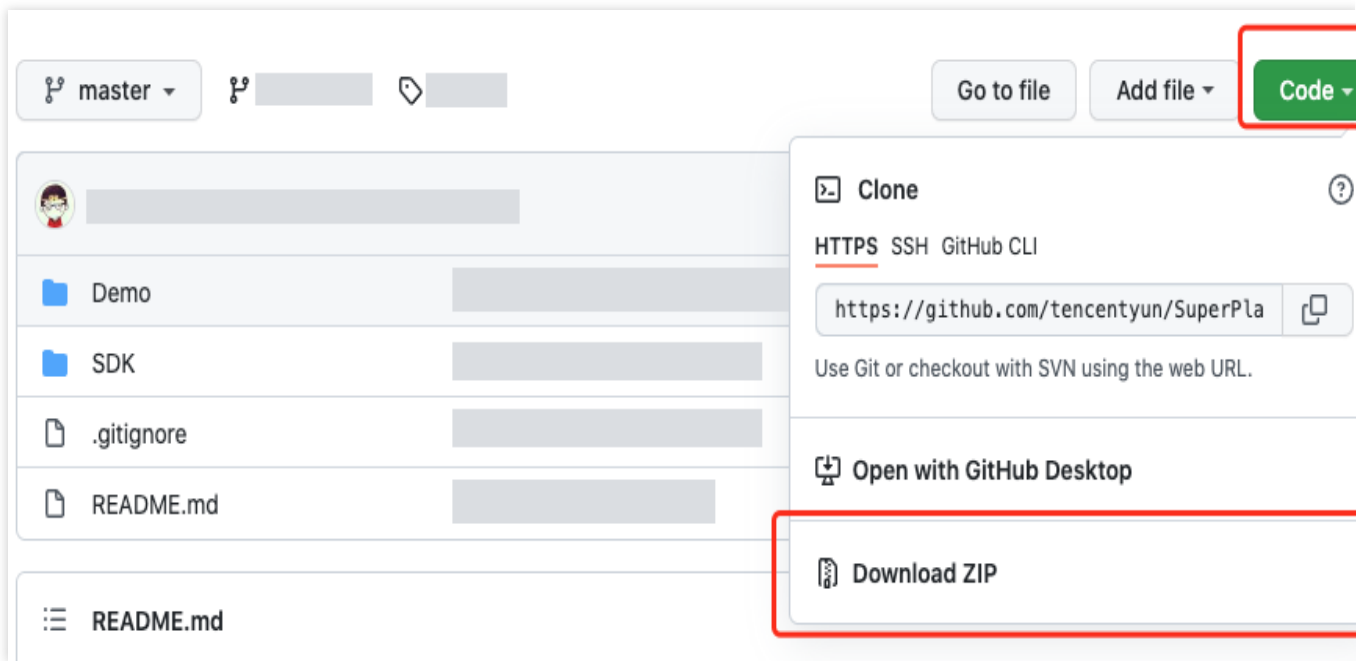 master Go to file Add file Code
Clone
HTTPS SSH GitHub CLI
Demo
https://github.com/tencentyun/SuperPla
SDK
Use Git or checkout with SVN using the web URL.
.gitignore
Open with GitHub Desktop
README.md
Download ZIP
README.md